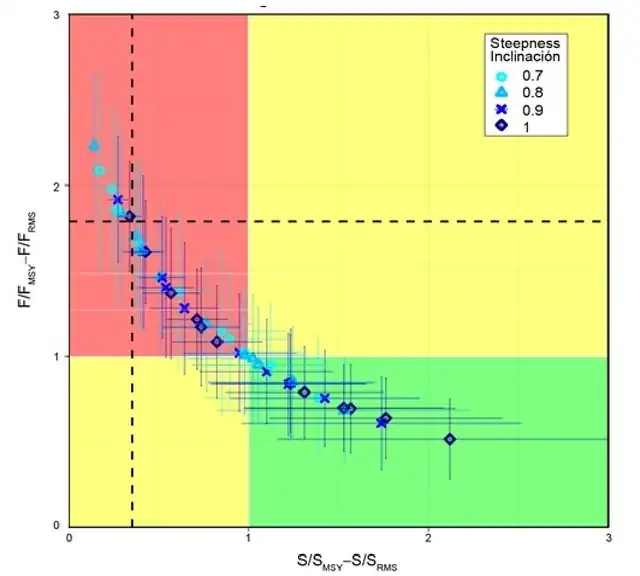 3
2
1
0
F/FMSY–F/FRMS
Steepness
Inclinación
0.7
0.8
0.9
1
0 1 2 3
S/SMSY–S/SRMS